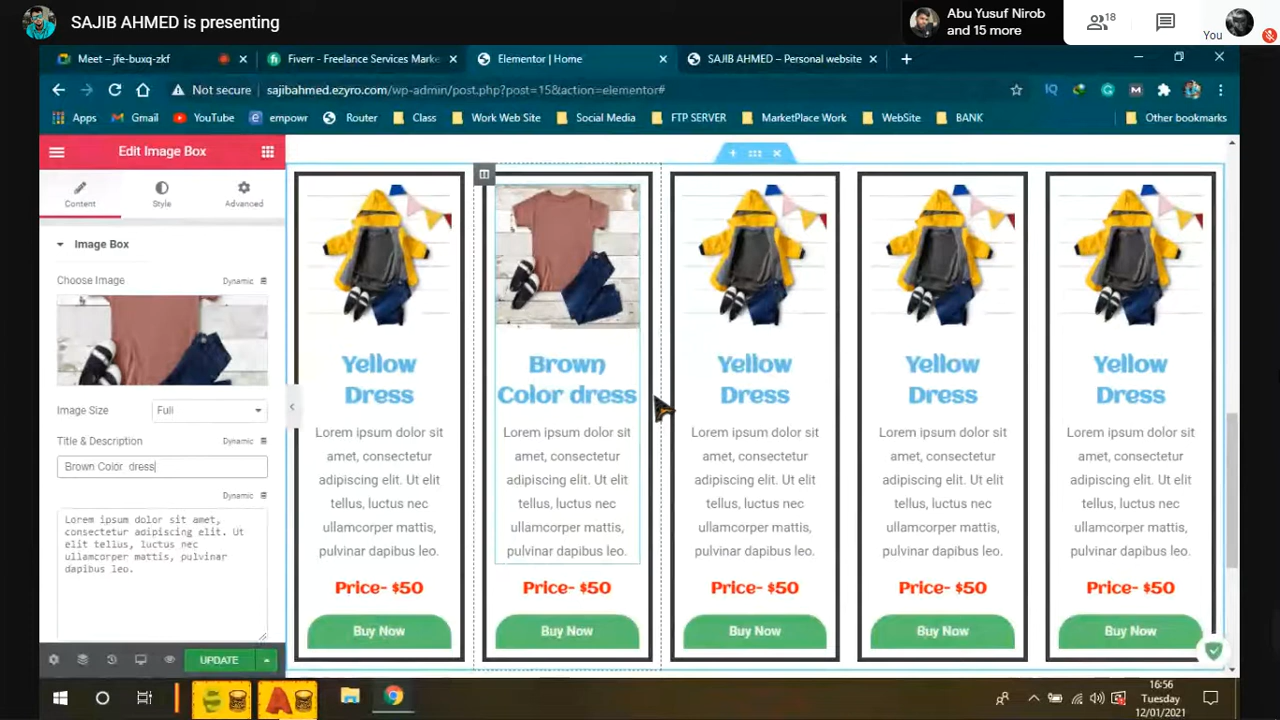 SAJIB AHMED is presenting
Abu Yusuf Nirob
and 15 more
18
You
Meet – jfe-buxq-zkf
Fiverr - Freelance Services Marke
Elementor | Home
SAJIB AHMED – Personal website
Not secure
sajibahmed.ezyro.com/wp-admin/post.php?post=15&action=elementor#
Apps
Gmail
YouTube
empowr
Router
Class
Work Web Site
Social Media
FTP SERVER
MarketPlace Work
WebSite
BANK
Other bookmarks
Edit Image Box
Content
Style
Advanced
Image Box
Choose Image
Dynamic
Image Size
Full
Title & Description
Dynamic
Brown Color  dress
Dynamic
Lorem ipsum dolor sit amet,
consectetur adipiscing elit. Ut
elit tellus, luctus nec
ullamcorper mattis, pulvinar
dapibus leo.
UPDATE
Yellow
Dress
Lorem ipsum dolor sit
amet, consectetur
adipiscing elit. Ut elit
tellus, luctus nec
ullamcorper mattis,
pulvinar dapibus leo.
Price- $50
Buy Now
Brown
Color dress
Lorem ipsum dolor sit
amet, consectetur
adipiscing elit. Ut elit
tellus, luctus nec
ullamcorper mattis,
pulvinar dapibus leo.
Price- $50
Buy Now
Yellow
Dress
Lorem ipsum dolor sit
amet, consectetur
adipiscing elit. Ut elit
tellus, luctus nec
ullamcorper mattis,
pulvinar dapibus leo.
Price- $50
Buy Now
Yellow
Dress
Lorem ipsum dolor sit
amet, consectetur
adipiscing elit. Ut elit
tellus, luctus nec
ullamcorper mattis,
pulvinar dapibus leo.
Price- $50
Buy Now
Yellow
Dress
Lorem ipsum dolor sit
amet, consectetur
adipiscing elit. Ut elit
tellus, luctus nec
ullamcorper mattis,
pulvinar dapibus leo.
Price- $50
Buy Now
16:56
Tuesday
12/01/2021